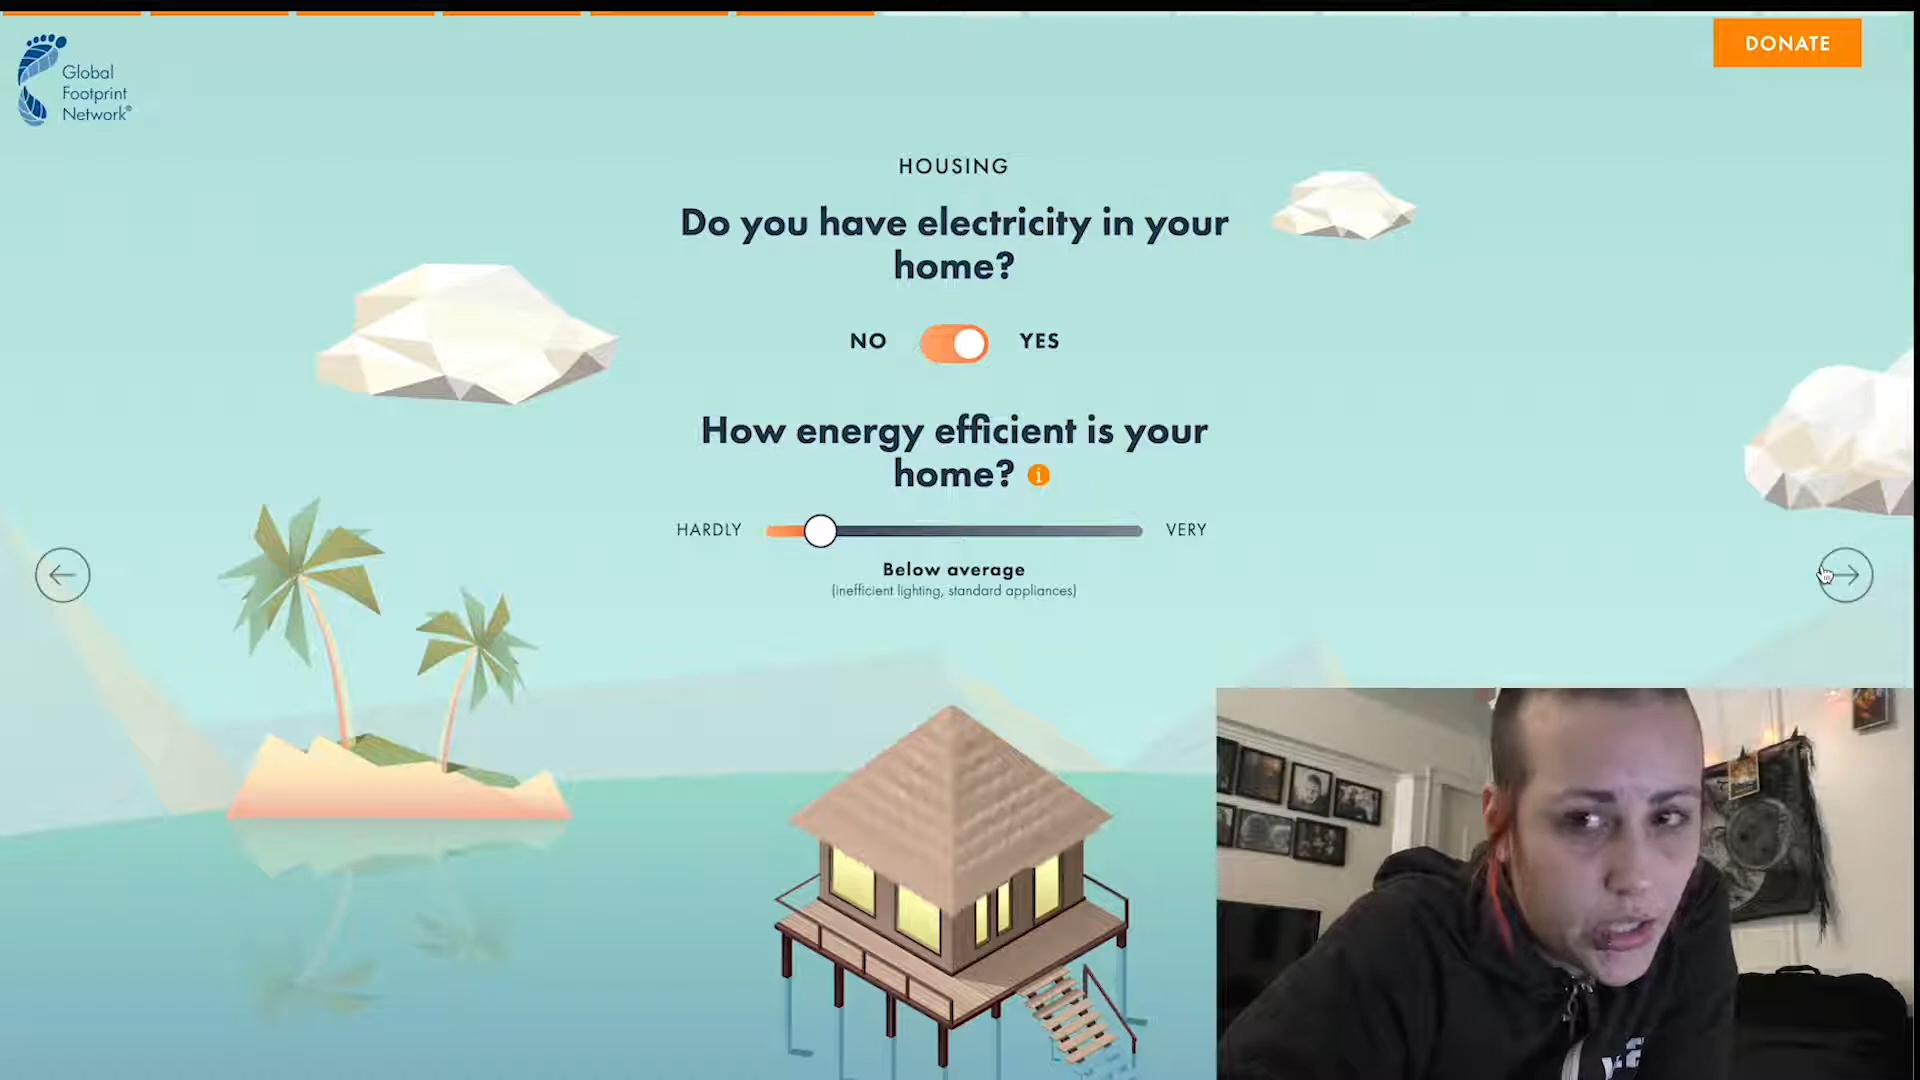 DONATE
Global
Footprint
Network®
HOUSING
Do you have electricity in your
home?
NO YES
How energy efficient is your
home? i
HARDLY VERY
Below average
(inefficient lighting, standard appliances)